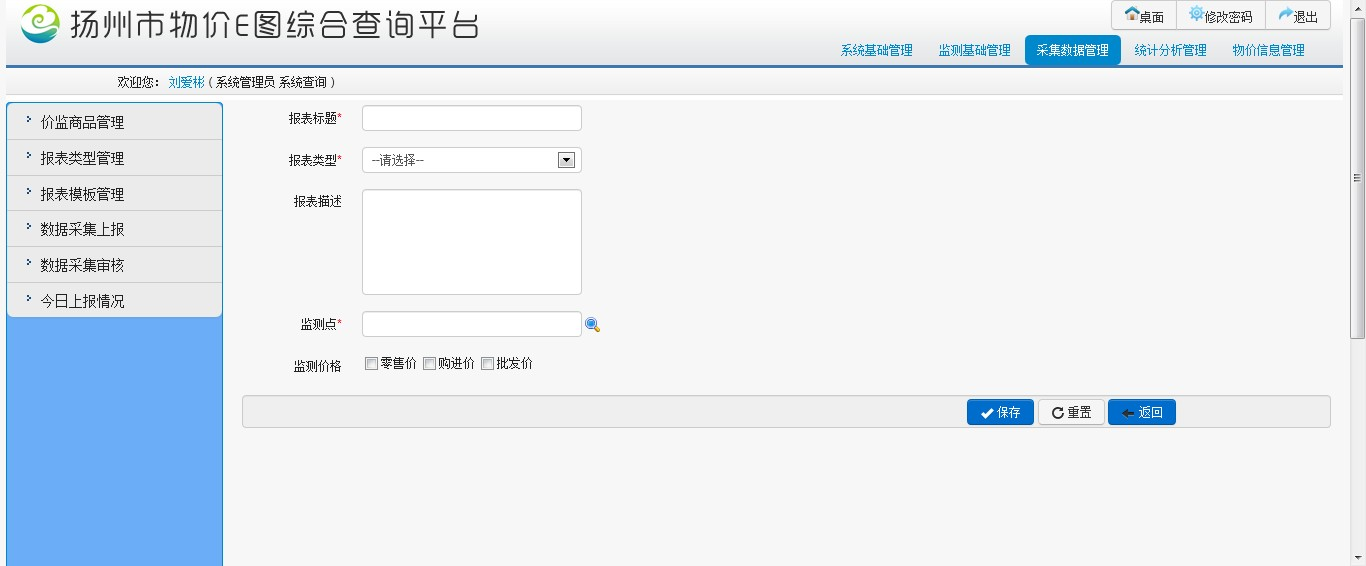 扬州市物价E图综合查询平台
桌面 修改密码 退出
系统基础管理 监测基础管理 采集数据管理 统计分析管理 物价信息管理
欢迎您： 刘爱彬 ( 系统管理员 系统查询 )
价监商品管理
报表类型管理
报表模板管理
数据采集上报
数据采集审核
今日上报情况
报表标题*
报表类型* --请选择--
报表描述
监测点*
监测价格 零售价 购进价 批发价
保存 重置 返回